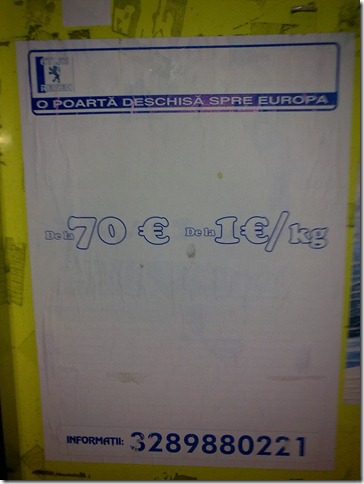 O POARTĂ DESCHISĂ SPRE EUROPA
De la 70 € De la 1€/kg
INFORMAȚII: 3289880221